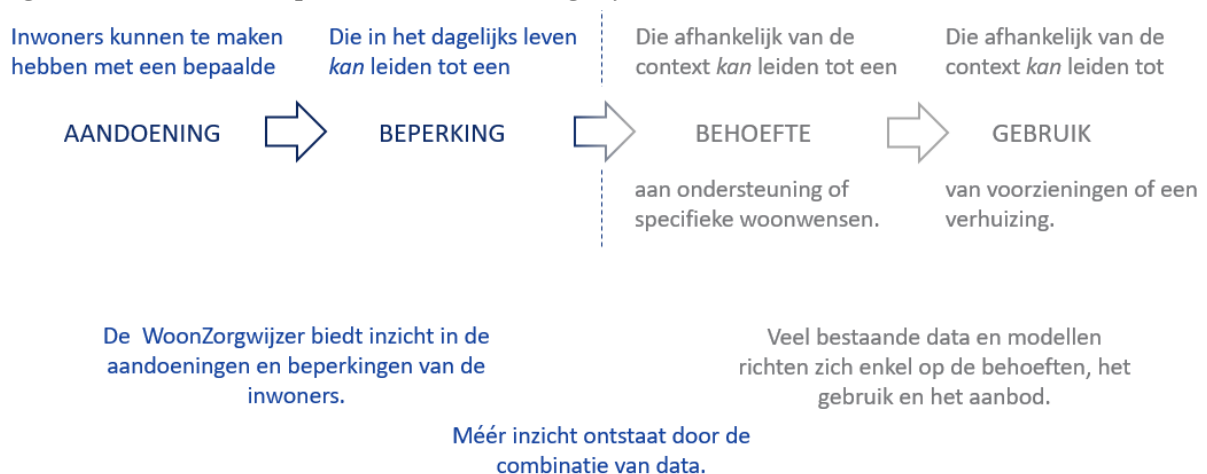 Inwoners kunnen te maken
hebben met een bepaalde
AANDOENING
Die in het dagelijks leven
kan leiden tot een
BEPERKING
Die afhankelijk van de
context kan leiden tot een
BEHOEFTE
aan ondersteuning of
specifieke woonwensen.
Die afhankelijk van de
context kan leiden tot
GEBRUIK
van voorzieningen of een
verhuizing.
De WoonZorgwijzer biedt inzicht in de
aandoeningen en beperkingen van de
inwoners.
Veel bestaande data en modellen
richten zich enkel op de behoeften, het
gebruik en het aanbod.
Méér inzicht ontstaat door de
combinatie van data.